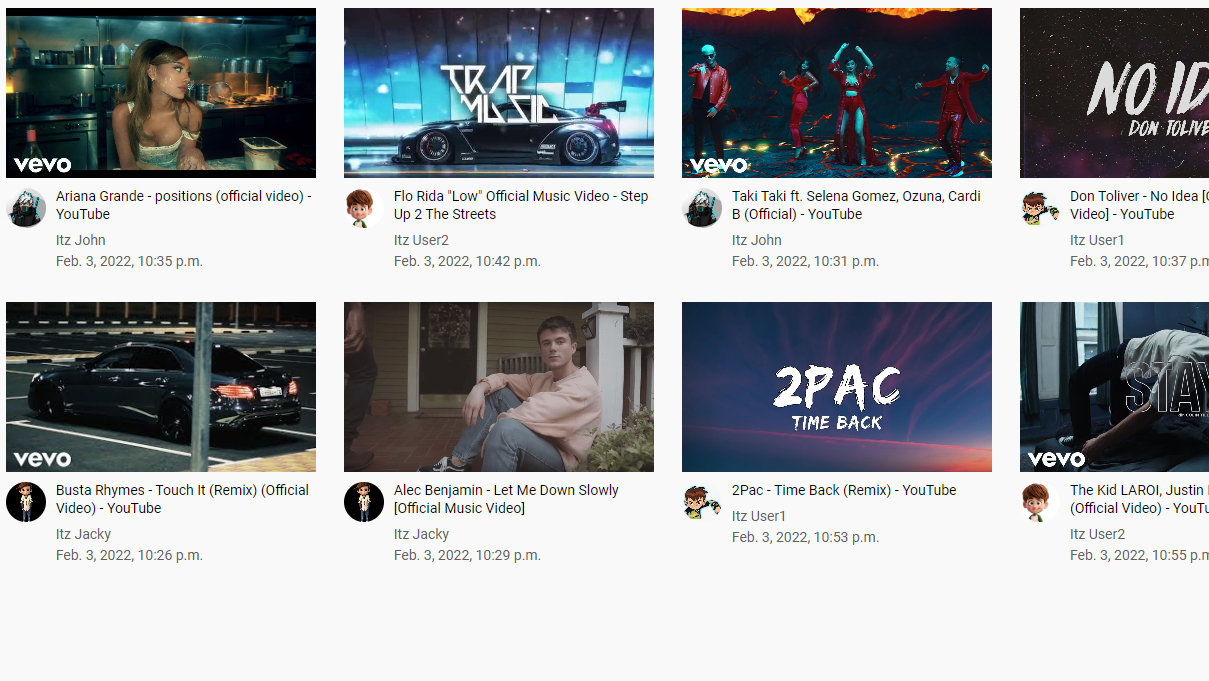 vevo
TRAP
MUSIC
vevo
NO
DON TOLIVE
Ariana Grande - positions (official video) -
YouTube
Itz John
Feb. 3, 2022, 10:35 p.m.
Flo Rida "Low" Official Music Video - Step
Up 2 The Streets
Itz User2
Feb. 3, 2022, 10:42 p.m.
Taki Taki ft. Selena Gomez, Ozuna, Cardi
B (Official) - YouTube
Itz John
Feb. 3, 2022, 10:31 p.m.
Don Toliver - No Idea [
Video] - YouTube
Itz User1
Feb. 3, 2022, 10:37 p.m
vevo
2PAC
TIME BACK
STAY
vevo
Busta Rhymes - Touch It (Remix) (Official
Video) - YouTube
Itz Jacky
Feb. 3, 2022, 10:26 p.m.
Alec Benjamin - Let Me Down Slowly
[Official Music Video]
Itz Jacky
Feb. 3, 2022, 10:29 p.m.
2Pac - Time Back (Remix) - YouTube
Itz User1
Feb. 3, 2022, 10:53 p.m.
The Kid LAROI, Justin
(Official Video) - YouTu
Itz User2
Feb. 3, 2022, 10:55 p.m